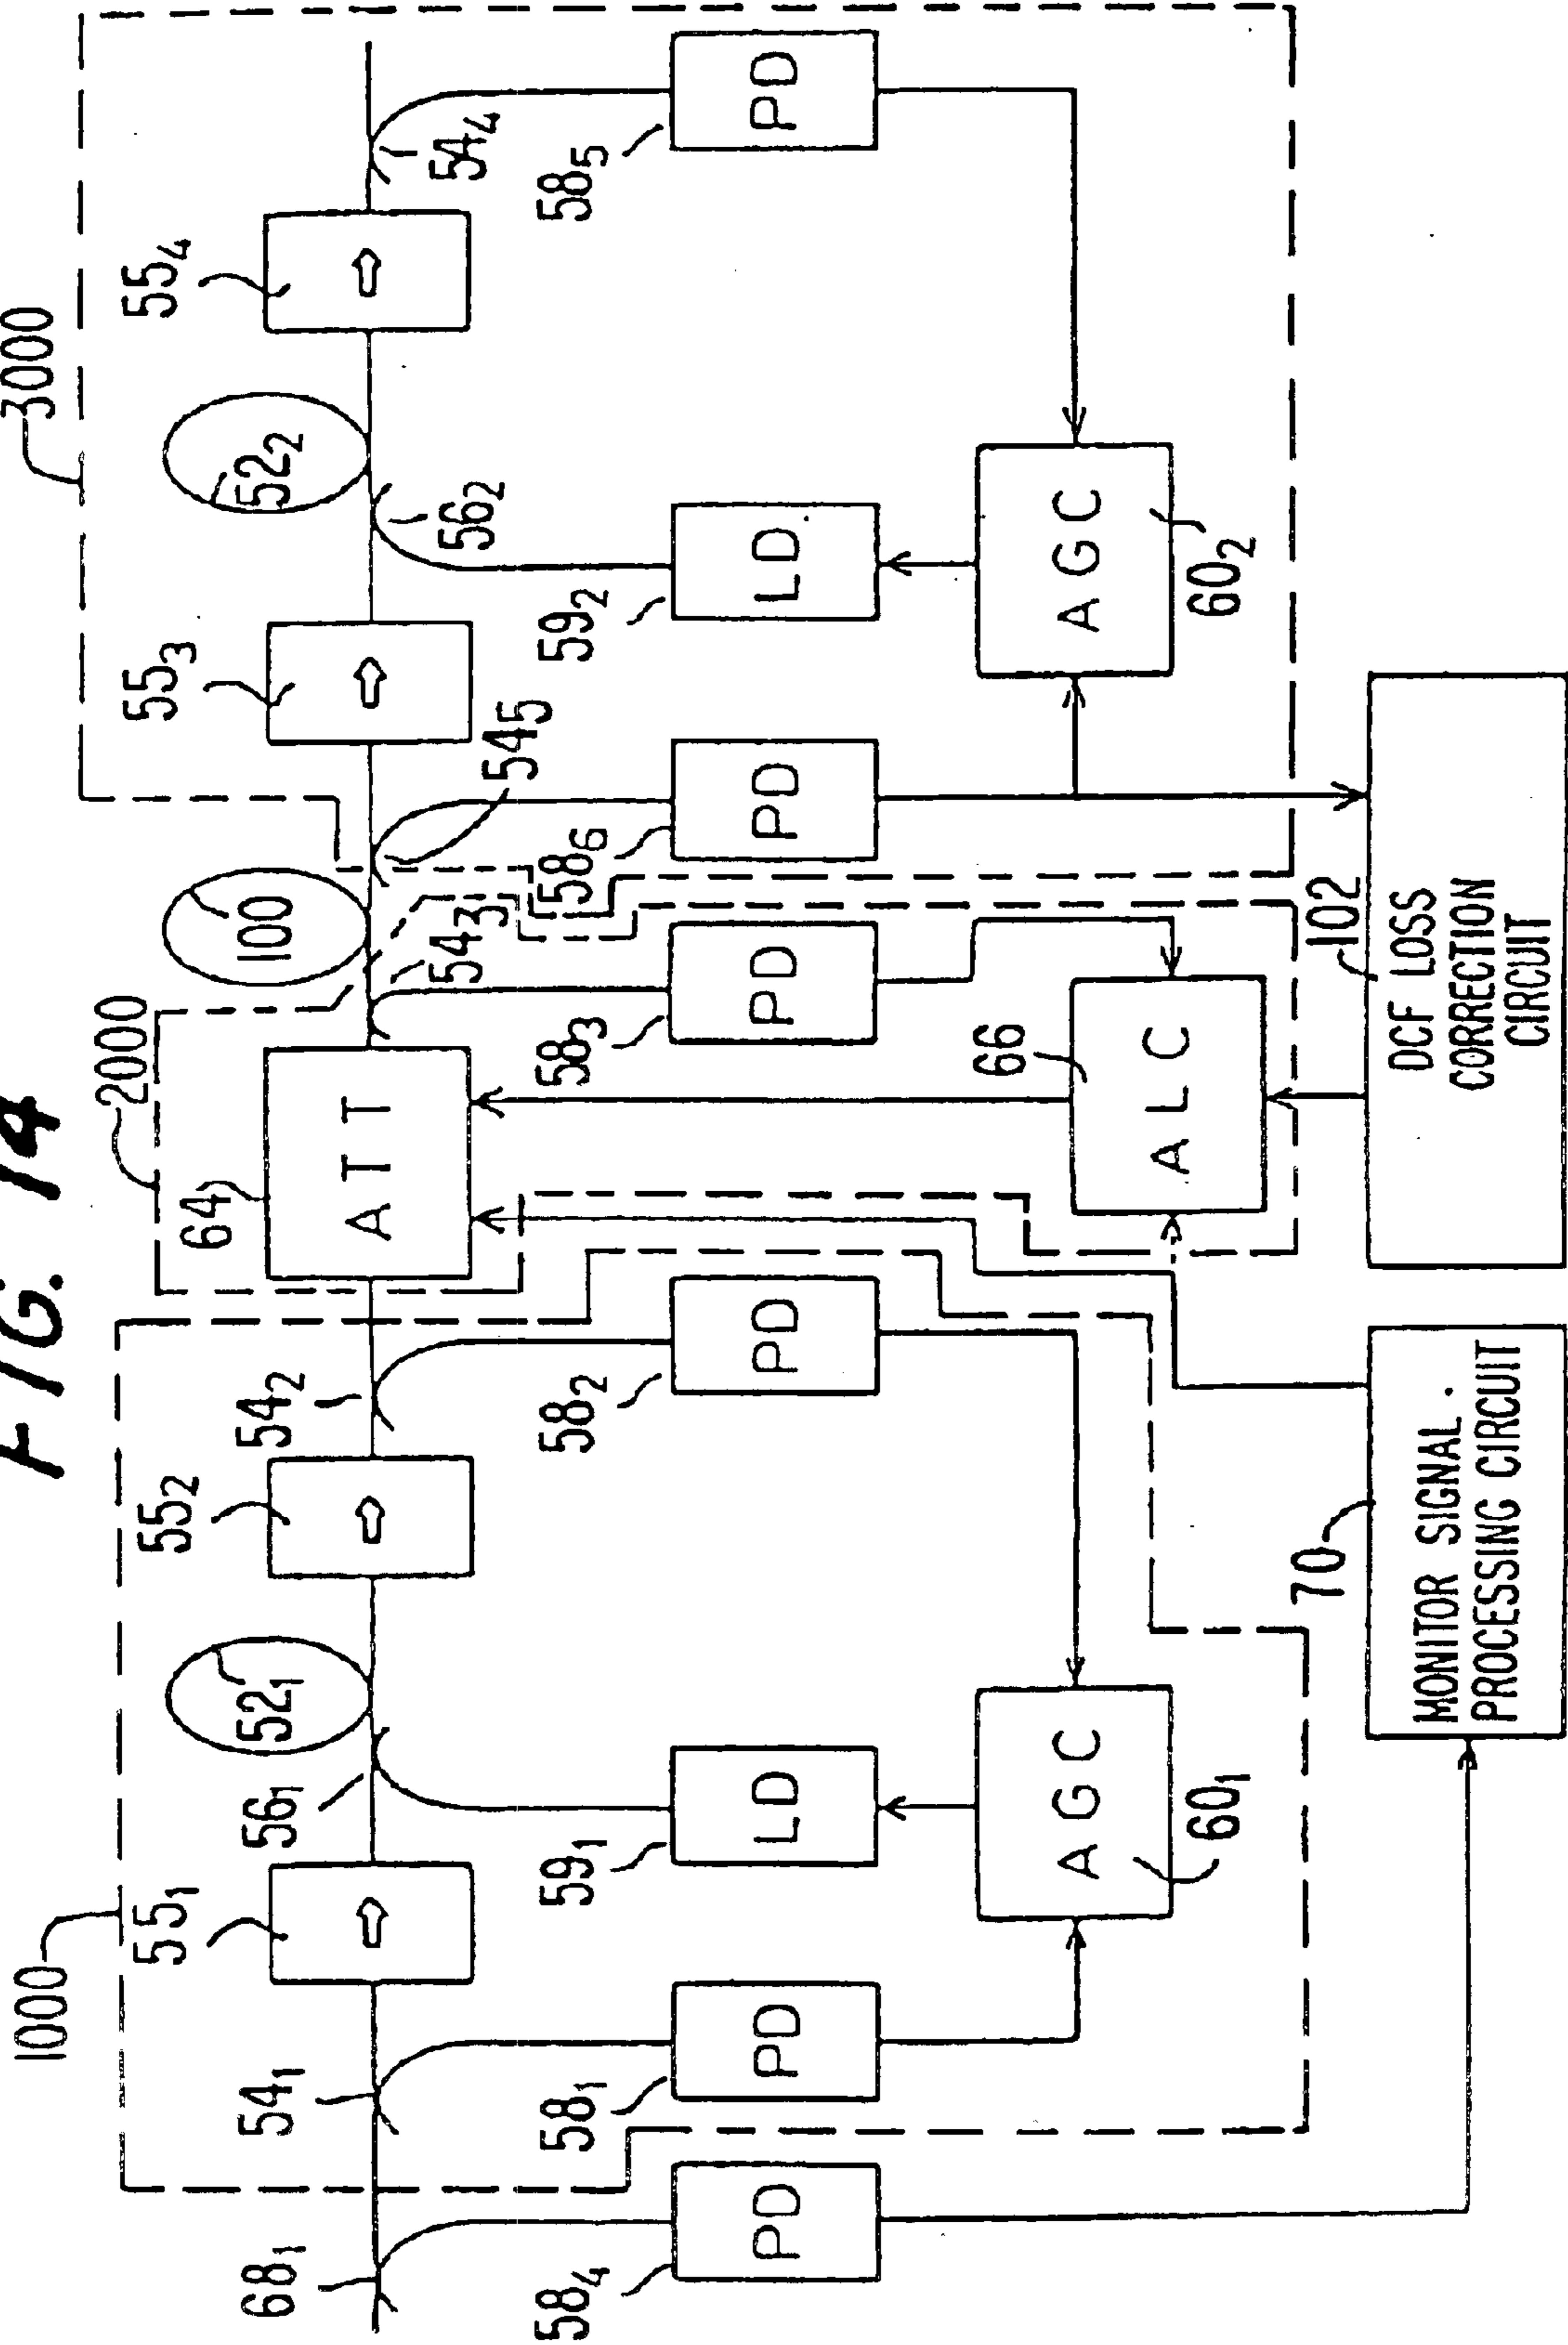 FIG. 14
1000
2000
3000
55₁
52₁
55₂
64
100
55₃
52₂
55₄
68₁
54₁
56₁
54₂
ATT
54₃
54₅
56₂
54₄
58₄
58₁
59₁
58₂
58₃
58₆
59₂
58₅
PD
PD
LD
PD
PD
PD
LD
PD
66
AGC
ALC
AGC
60₁
60₂
70
102
MONITOR SIGNAL
PROCESSING CIRCUIT
DCF LOSS
CORRECTION
CIRCUIT